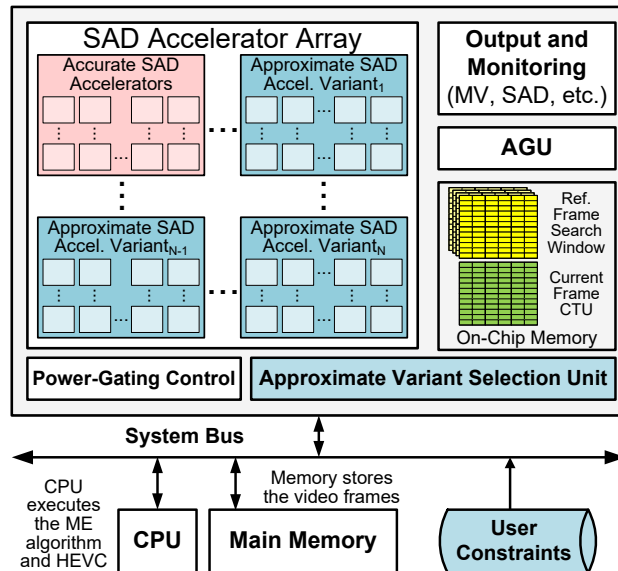 SAD Accelerator Array
Accurate SAD
Accelerators
Approximate SAD
Accel. Variant1
Approximate SAD
Accel. VariantN-1
Approximate SAD
Accel. VariantN
Output and
Monitoring
(MV, SAD, etc.)
AGU
Ref.
Frame
Search
Window
Current
Frame
CTU
On-Chip Memory
Power-Gating Control
Approximate Variant Selection Unit
System Bus
CPU
executes
the ME
algorithm
and HEVC
CPU
Memory stores
the video frames
Main Memory
User
Constraints